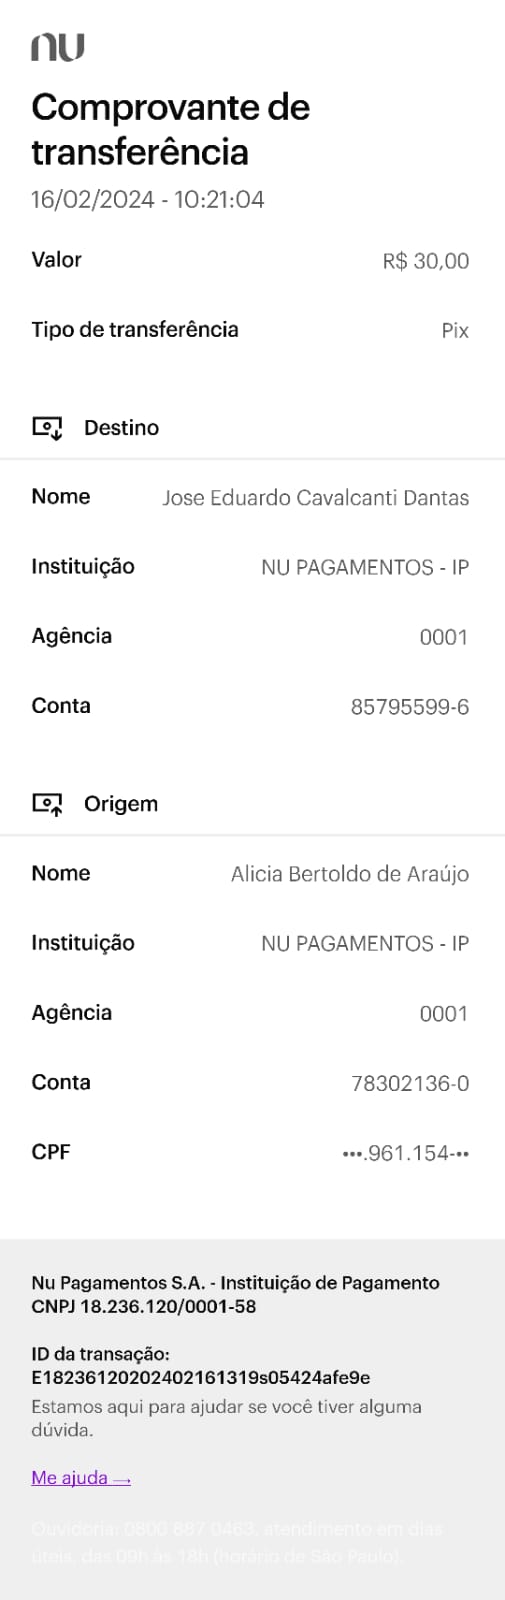 nu
Comprovante de
transferência
16/02/2024 - 10:21:04
Valor R$ 30,00
Tipo de transferência Pix
Destino
Nome Jose Eduardo Cavalcanti Dantas
Instituição NU PAGAMENTOS - IP
Agência 0001
Conta 85795599-6
Origem
Nome Alicia Bertoldo de Araújo
Instituição NU PAGAMENTOS - IP
Agência 0001
Conta 78302136-0
CPF •••.961.154-••
Nu Pagamentos S.A. - Instituição de Pagamento
CNPJ 18.236.120/0001-58
ID da transação:
E18236120202402161319s05424afe9e
Estamos aqui para ajudar se você tiver alguma
dúvida.
Me ajuda →
Ouvidoria: 0800 887 0463, atendimento em dias
úteis, das 09h às 18h (horário de São Paulo).